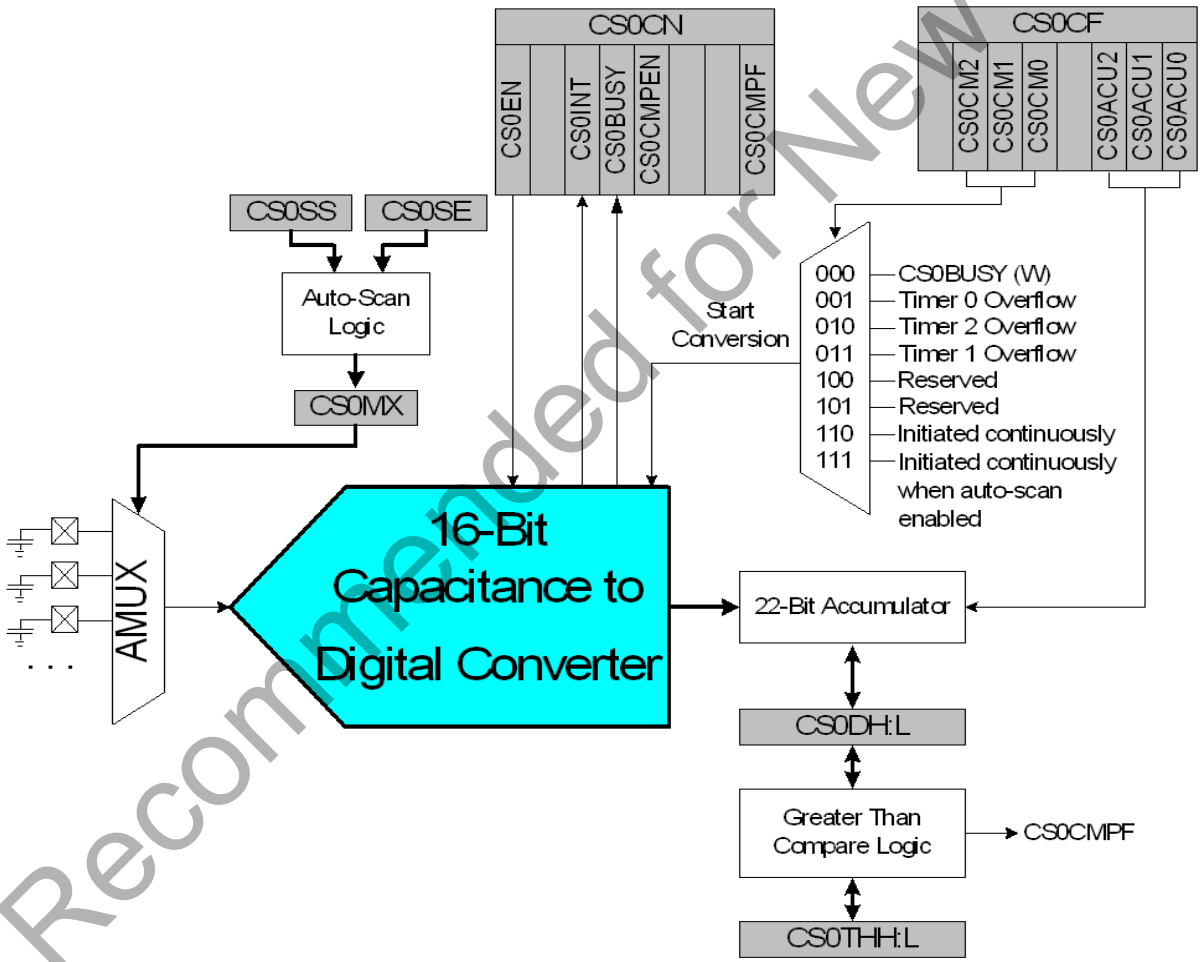 CS0CN
CS0EN
CS0INT
CS0BUSY
CS0CMPEN
CS0CMPF
CS0CF
CS0CM2
CS0CM1
CS0CM0
CS0ACU2
CS0ACU1
CS0ACU0
CS0SS
CS0SE
Auto-Scan
Logic
CS0MX
Start
Conversion
000 CS0BUSY (W)
001 Timer 0 Overflow
010 Timer 2 Overflow
011 Timer 1 Overflow
100 Reserved
101 Reserved
110 Initiated continuously
111 Initiated continuously
when auto-scan
enabled
AMUX
. . .
16-Bit
Capacitance to
Digital Converter
22-Bit Accumulator
CS0DH:L
Greater Than
Compare Logic
CS0CMPF
CS0THH:L
Recommended for New